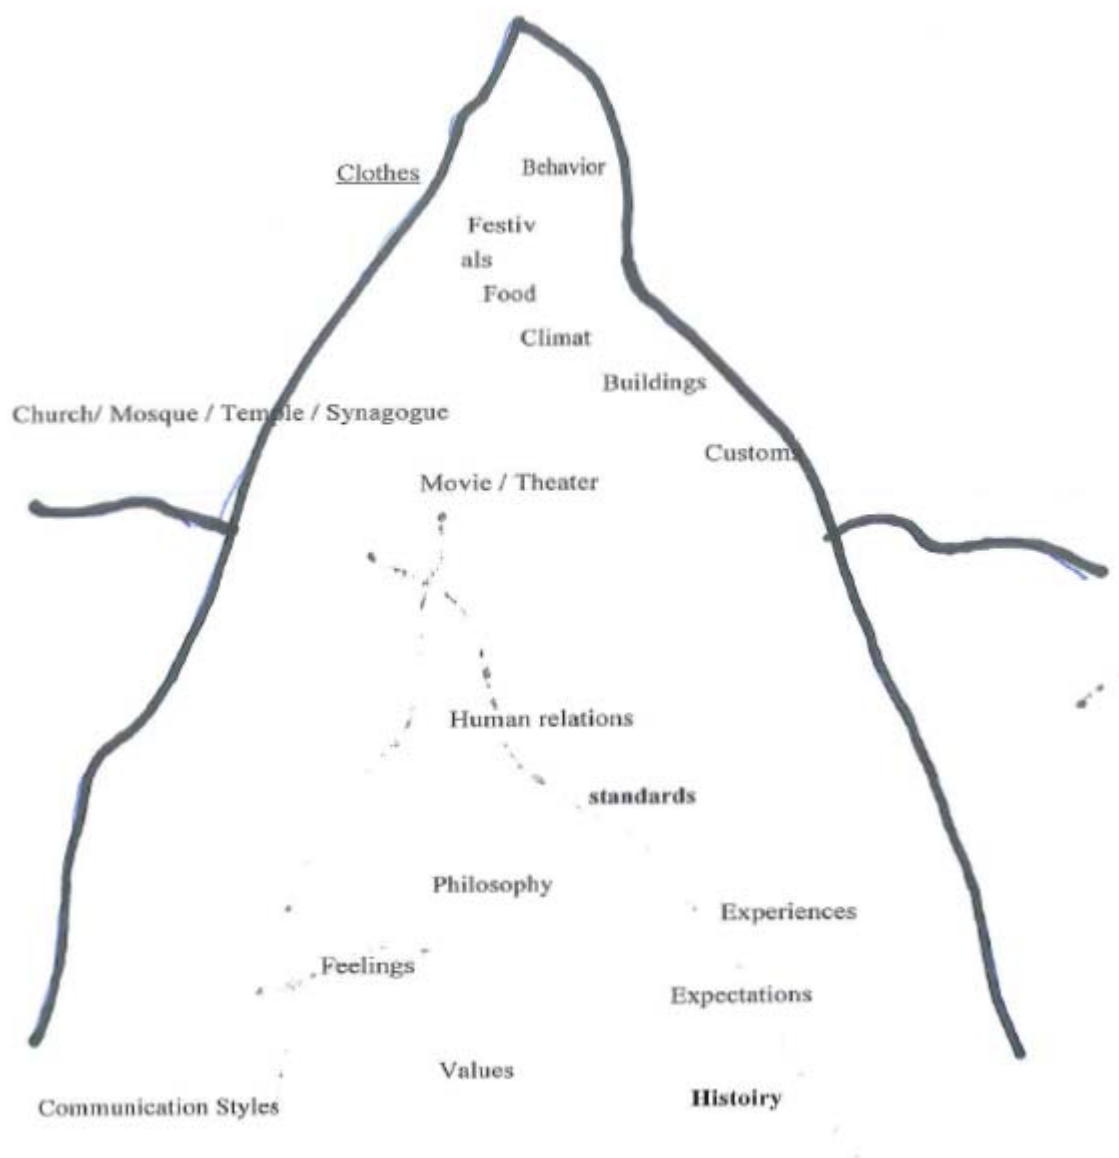 Behavior
Clothes
Festiv
als
Food
Climat
Buildings
Church/ Mosque / Temple / Synagogue
Customs
Movie / Theater
Human relations
standards
Philosophy
Experiences
Feelings
Expectations
Values
Histoiry
Communication Styles